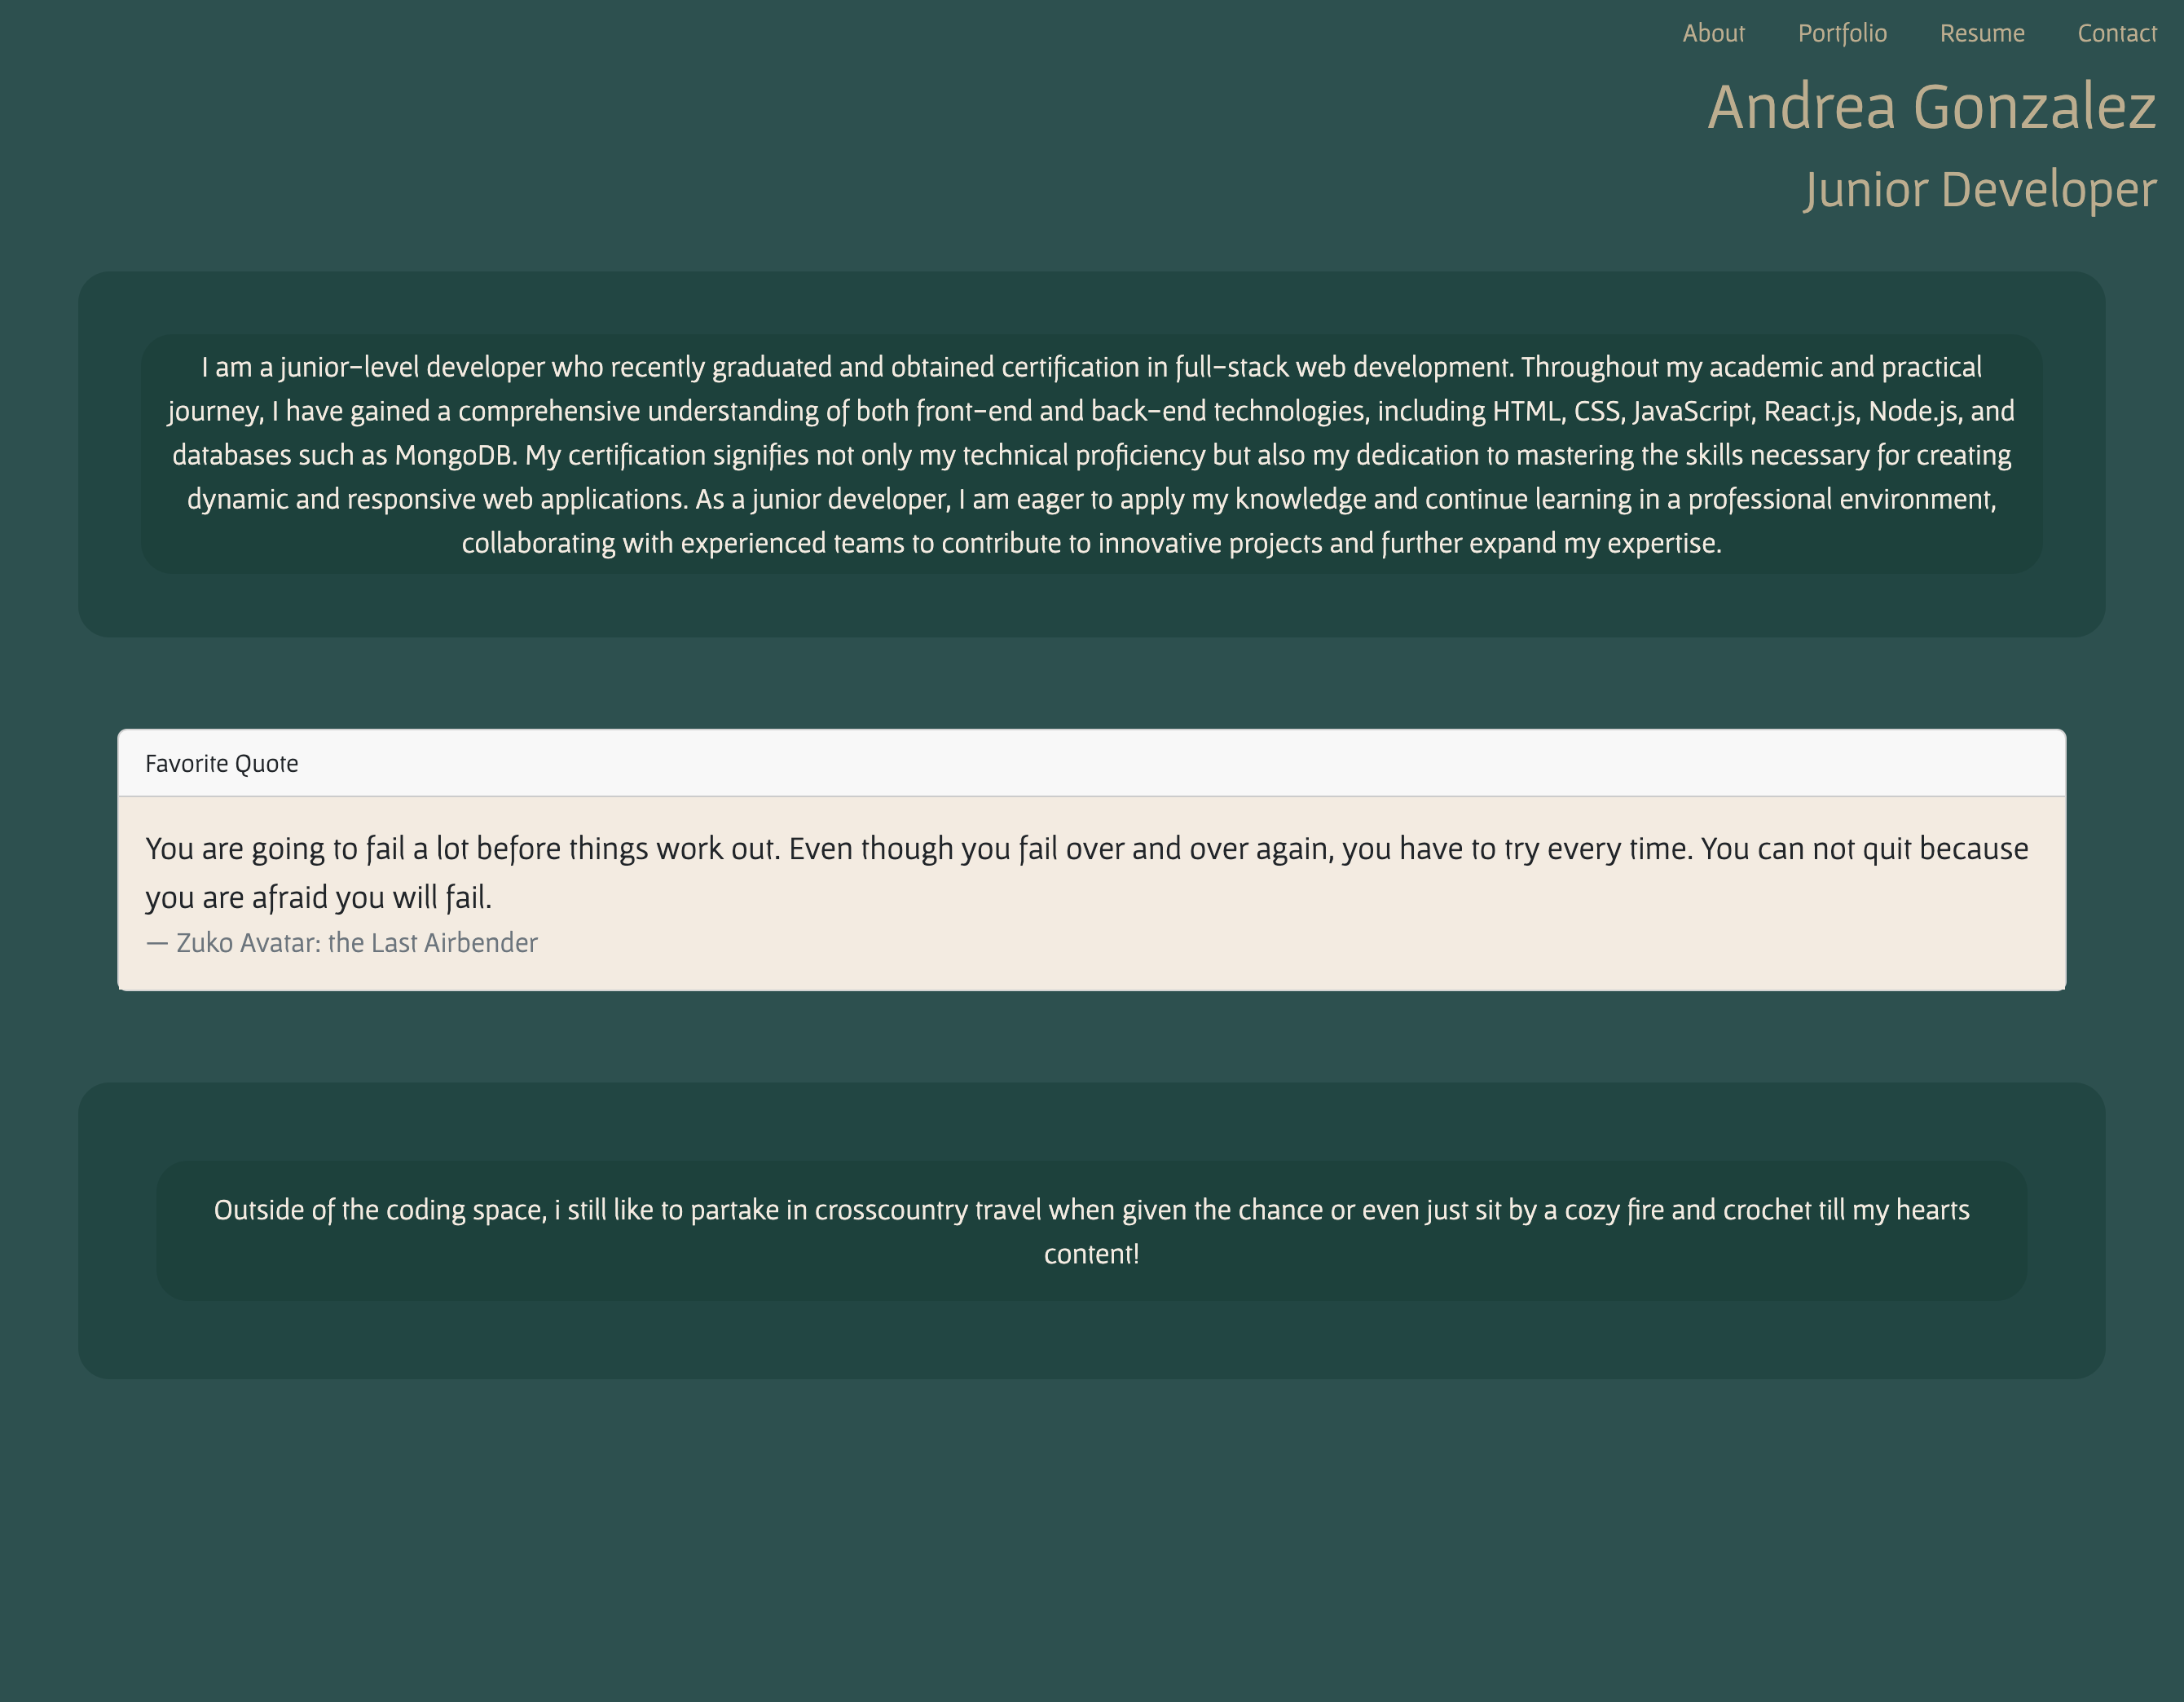 About Portfolio Resume Contact
Andrea Gonzalez
Junior Developer
I am a junior-level developer who recently graduated and obtained certification in full-stack web development. Throughout my academic and practical
journey, I have gained a comprehensive understanding of both front-end and back-end technologies, including HTML, CSS, JavaScript, React.js, Node.js, and
databases such as MongoDB. My certification signifies not only my technical proficiency but also my dedication to mastering the skills necessary for creating
dynamic and responsive web applications. As a junior developer, I am eager to apply my knowledge and continue learning in a professional environment,
collaborating with experienced teams to contribute to innovative projects and further expand my expertise.
Favorite Quote
You are going to fail a lot before things work out. Even though you fail over and over again, you have to try every time. You can not quit because
you are afraid you will fail.
— Zuko Avatar: the Last Airbender
Outside of the coding space, i still like to partake in crosscountry travel when given the chance or even just sit by a cozy fire and crochet till my hearts
content!